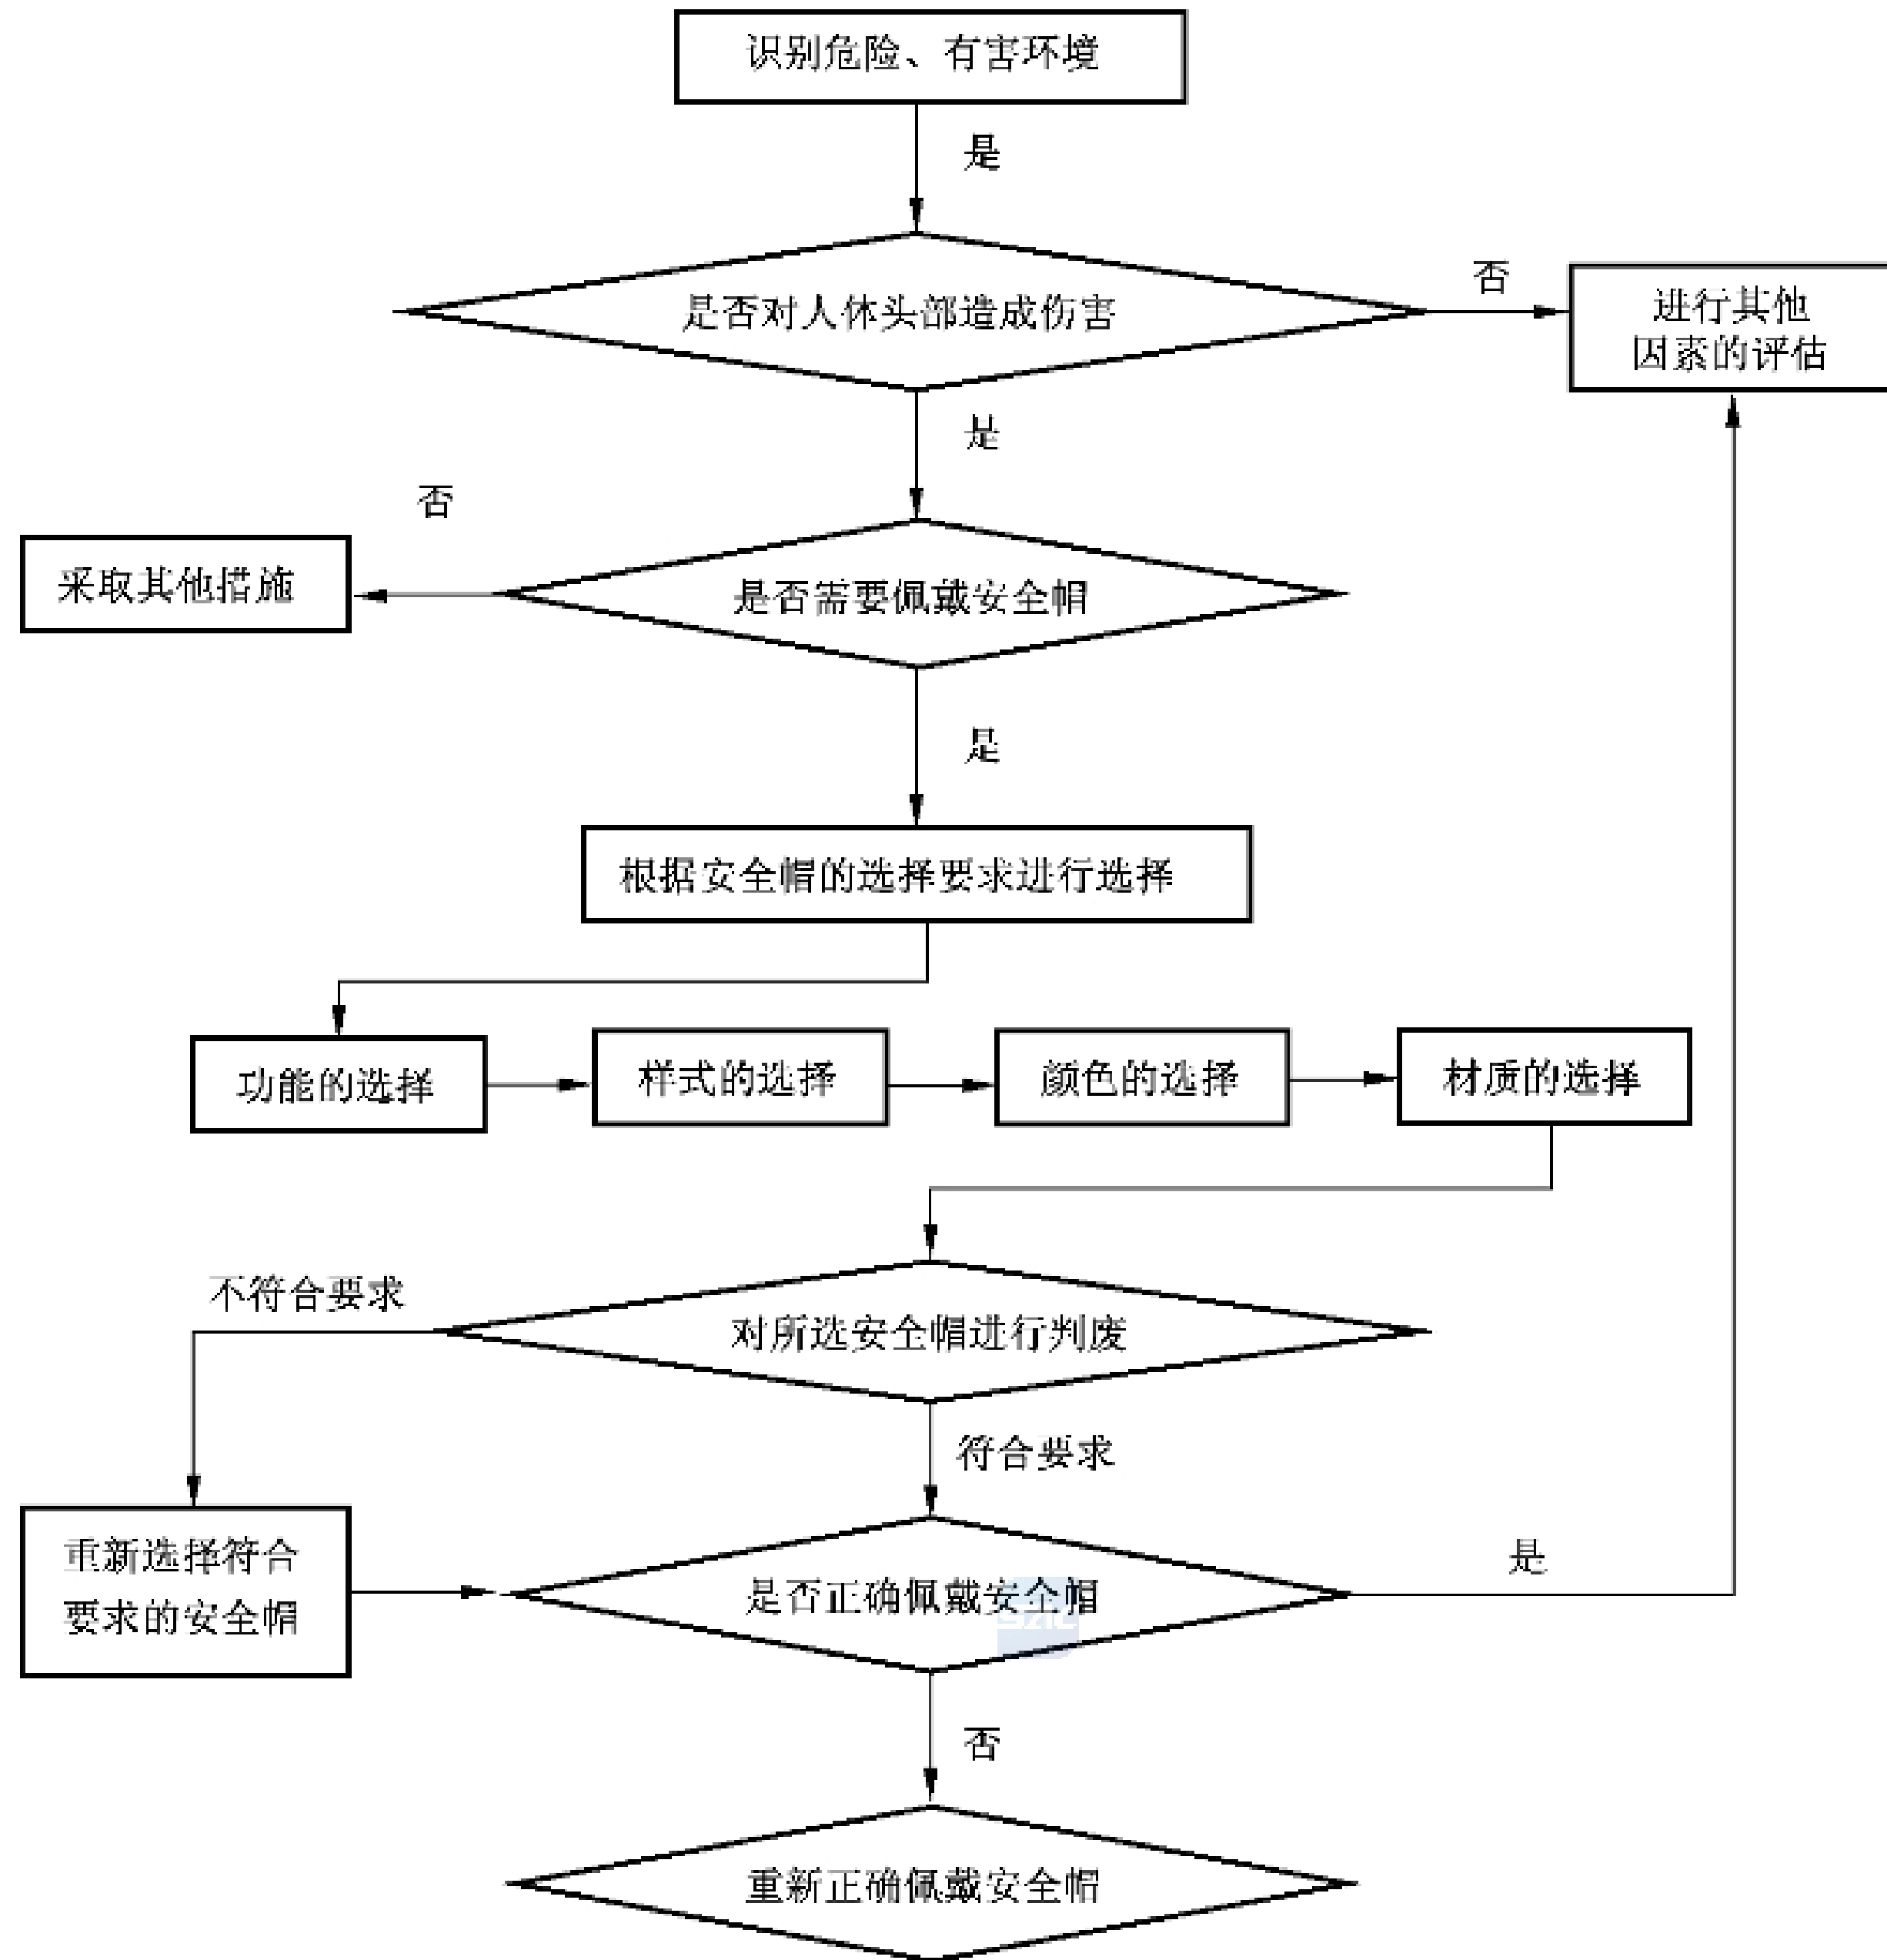 识别危险、有害环境
是
是否对人体头部造成伤害
否
进行其他
因素的评估
是
否
采取其他措施
是否需要佩戴安全帽
是
根据安全帽的选择要求进行选择
功能的选择
样式的选择
颜色的选择
材质的选择
不符合要求
对所选安全帽进行判废
符合要求
重新选择符合
要求的安全帽
是否正确佩戴安全帽
是
否
重新正确佩戴安全帽